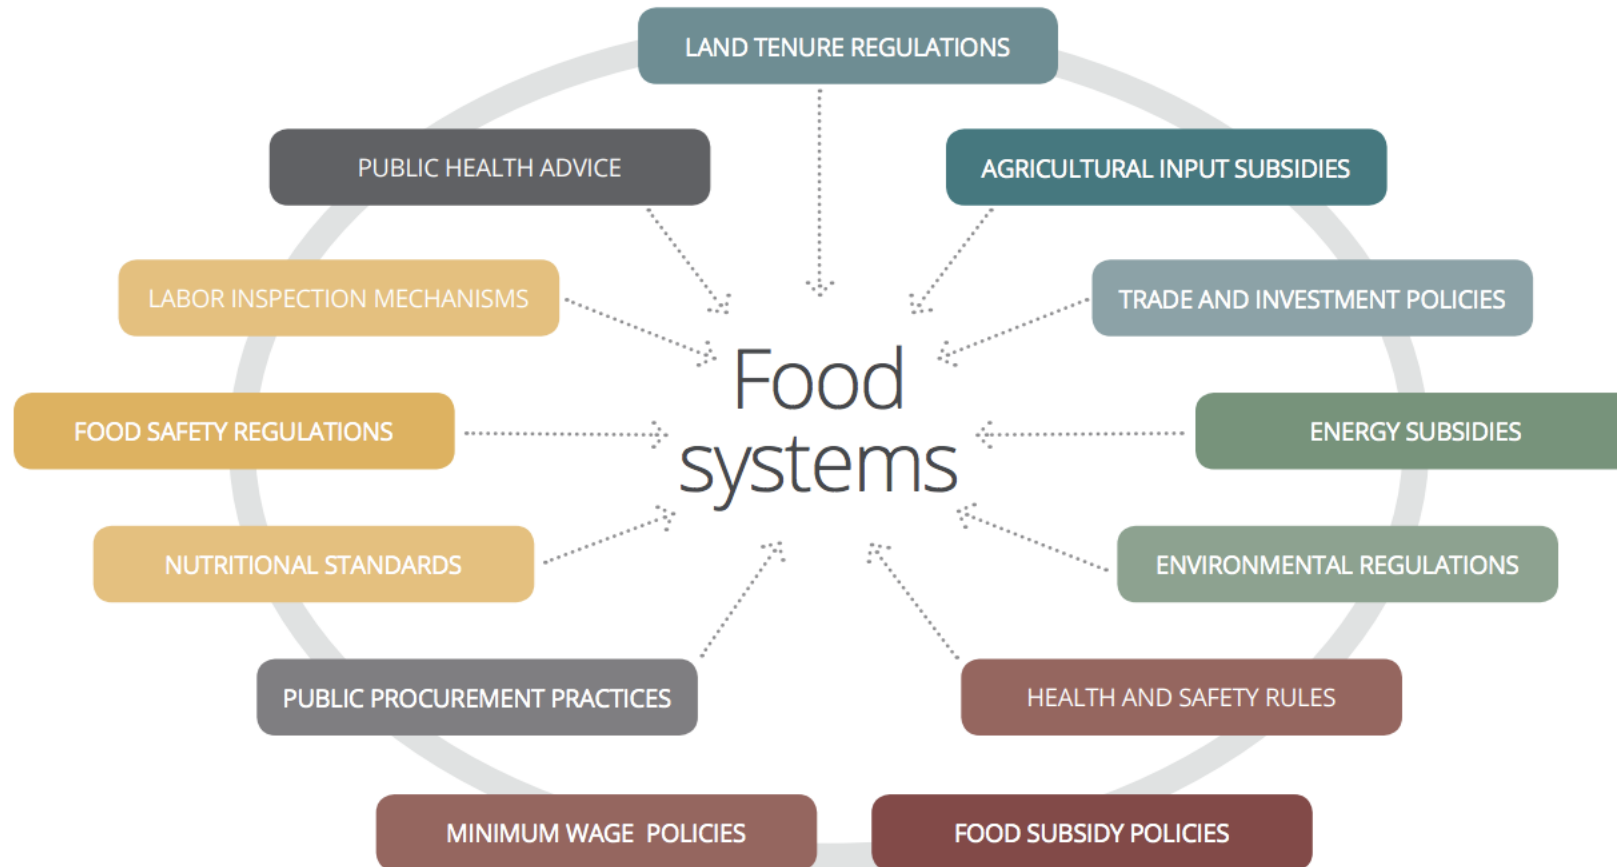 LAND TENURE REGULATIONS
PUBLIC HEALTH ADVICE
AGRICULTURAL INPUT SUBSIDIES
LABOR INSPECTION MECHANISMS
TRADE AND INVESTMENT POLICIES
Food
systems
FOOD SAFETY REGULATIONS
ENERGY SUBSIDIES
NUTRITIONAL STANDARDS
ENVIRONMENTAL REGULATIONS
PUBLIC PROCUREMENT PRACTICES
HEALTH AND SAFETY RULES
MINIMUM WAGE POLICIES
FOOD SUBSIDY POLICIES